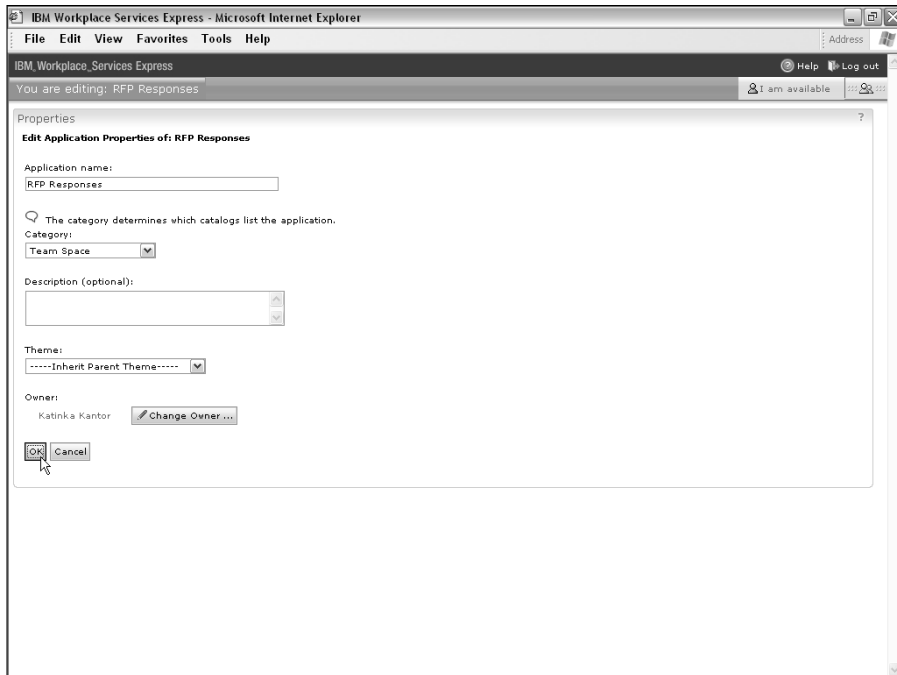 IBM Workplace Services Express - Microsoft Internet Explorer
File Edit View Favorites Tools Help
Address
IBM_Workplace_Services Express
Help Log out
You are editing: RFP Responses
I am available
Properties
?
Edit Application Properties of: RFP Responses
Application name:
RFP Responses
The category determines which catalogs list the application.
Category:
Team Space
Description (optional):
Theme:
-----Inherit Parent Theme-----
Owner:
Katinka Kantor
Change Owner ...
OK Cancel